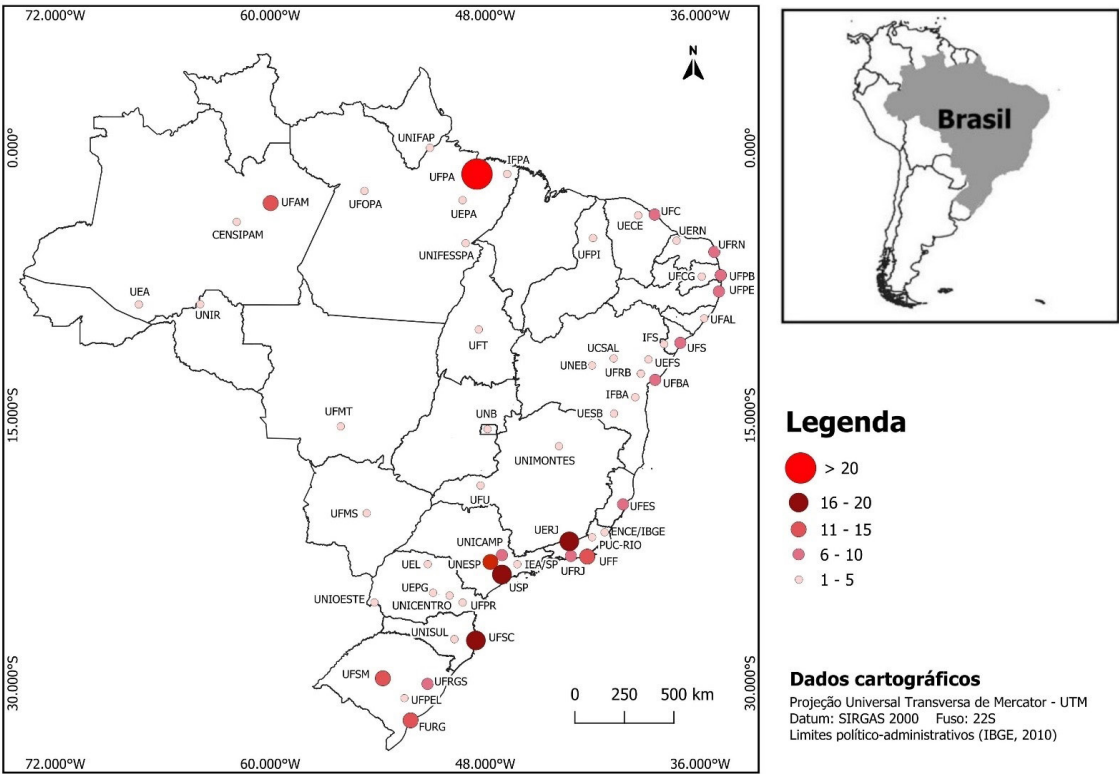 72.000°W 60.000°W 48.000°W 36.000°W
N
0.000°
15.000°S
30.000°S
UNIFAP
IFPA
UFPA
UFOPA
UEPA
UFAM
CENSIPAM
UNIFESSPA
UFC
UECE
UERN
UFRN
UFPI
UFCG
UFPB
UFPE
UEA
UNIR
UFAL
UFT
IFS
UFS
UCSAL
UNEB
UFRB
UEFS
UFBA
IFBA
UESB
UFMT
UNB
UNIMONTES
UFU
UFMS
UFES
UERJ
ENCE/IBGE
PUC-RIO
UNICAMP
UFF
UFRJ
UNESP
IEA/SP
USP
UEL
UEPG
UNICENTRO
UFPR
UNIOESTE
UNISUL
UFSC
UFSM
UFRGS
UFPEL
FURG
0 250 500 km
0.000°
15.000°S
30.000°S
72.000°W 60.000°W 48.000°W 36.000°W
Brasil
Legenda
> 20
16 - 20
11 - 15
6 - 10
1 - 5
Dados cartográficos
Projeção Universal Transversa de Mercator - UTM
Datum: SIRGAS 2000 Fuso: 22S
Limites político-administrativos (IBGE, 2010)